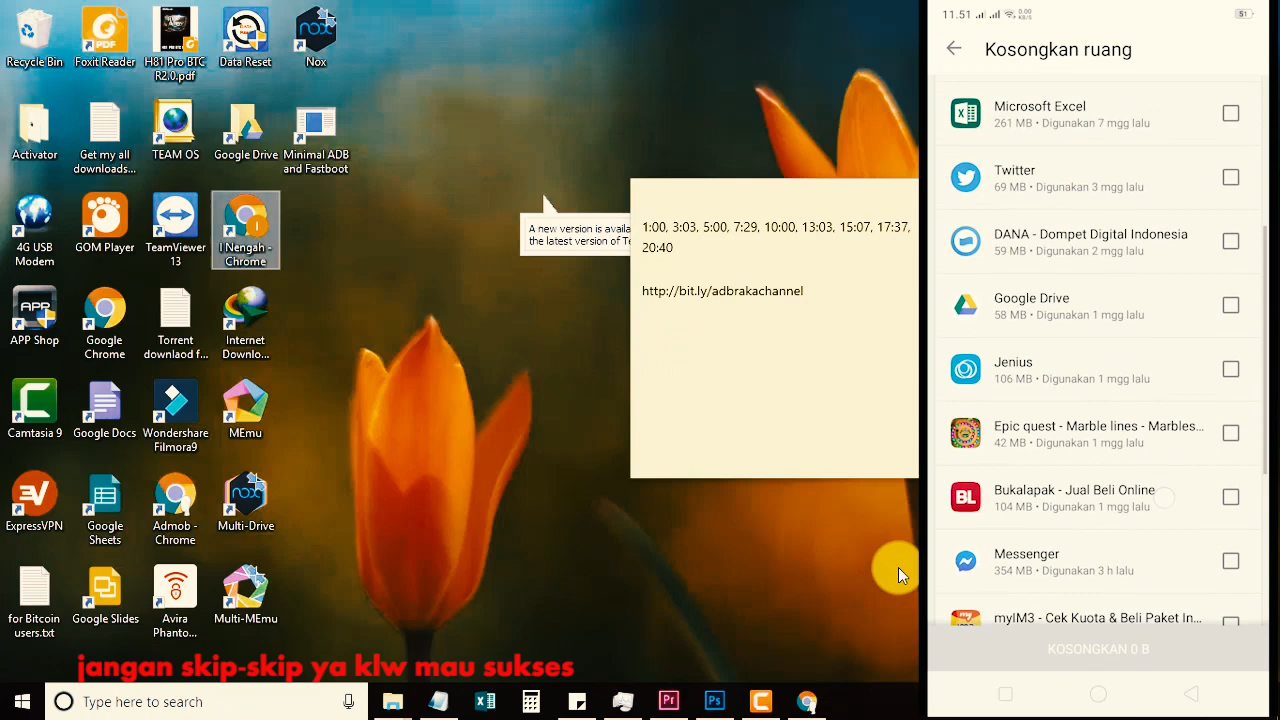 Recycle Bin
Foxit Reader
H81 Pro BTC
R2.0.pdf
Data Reset
Nox
Activator
Get my all
downloads...
TEAM OS
Google Drive
Minimal ADB
and Fastboot
4G USB
Modem
GOM Player
TeamViewer
13
I Nengah -
Chrome
APP Shop
Google
Chrome
Torrent
downlaod f...
Internet
Downlo...
Camtasia 9
Google Docs
Wondershare
Filmora9
MEmu
ExpressVPN
Google
Sheets
Admob -
Chrome
Multi-Drive
for Bitcoin
users.txt
Google Slides
Avira
Phanto...
Multi-MEmu
A new version is availa
the latest version of Te
1:00, 3:03, 5:00, 7:29, 10:00, 13:03, 15:07, 17:37,
20:40
http://bit.ly/adbrakachannel
jangan skip-skip ya klw mau sukses
Type here to search
11.51
0.00
KB/S
51
Kosongkan ruang
Microsoft Excel
261 MB • Digunakan 7 mgg lalu
Twitter
69 MB • Digunakan 3 mgg lalu
DANA - Dompet Digital Indonesia
59 MB • Digunakan 2 mgg lalu
Google Drive
58 MB • Digunakan 1 mgg lalu
Jenius
106 MB • Digunakan 1 mgg lalu
Epic quest - Marble lines - Marbles...
42 MB • Digunakan 1 mgg lalu
BL
Bukalapak - Jual Beli Online
104 MB • Digunakan 1 mgg lalu
Messenger
354 MB • Digunakan 3 h lalu
my
myIM3 - Cek Kuota & Beli Paket In...
KOSONGKAN 0 B